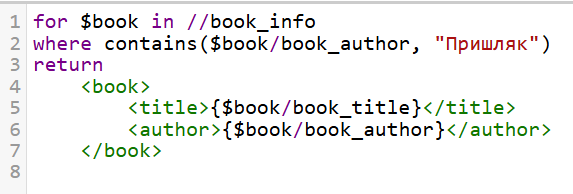 1 for $book in //book_info
2 where contains($book/book_author, "Пришляк")
3 return
4     <book>
5         <title>{$book/book_title}</title>
6         <author>{$book/book_author}</author>
7     </book>
8